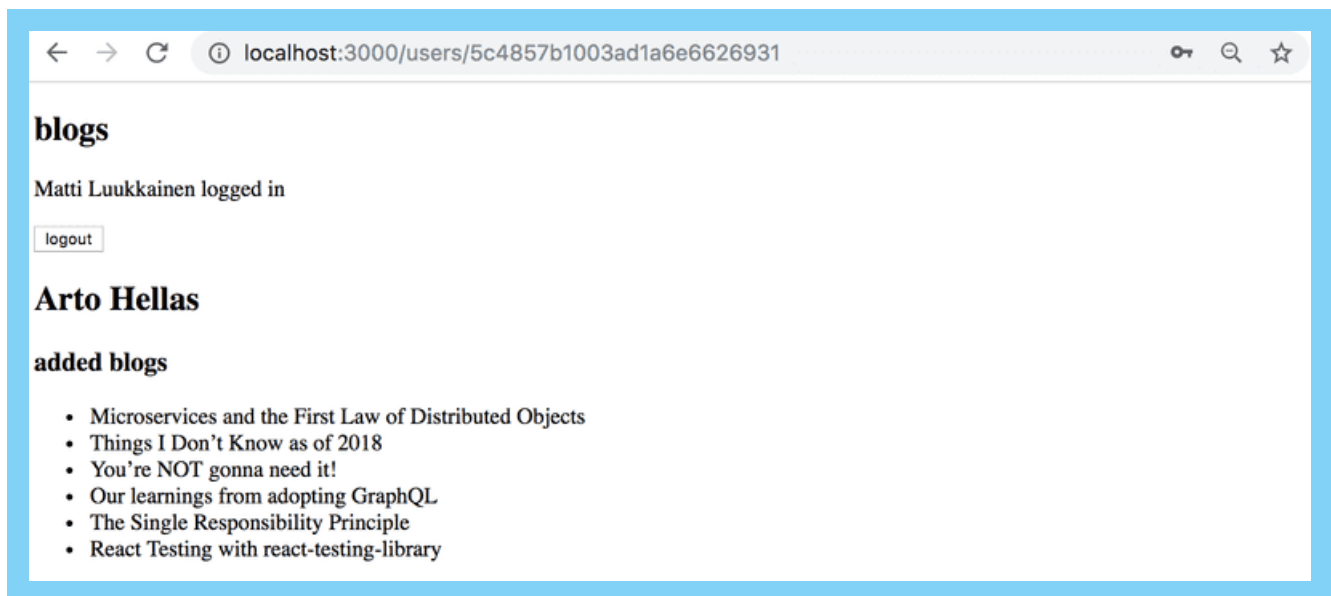 localhost:3000/users/5c4857b1003ad1a6e6626931
blogs
Matti Luukkainen logged in
logout
Arto Hellas
added blogs
• Microservices and the First Law of Distributed Objects
• Things I Don’t Know as of 2018
• You’re NOT gonna need it!
• Our learnings from adopting GraphQL
• The Single Responsibility Principle
• React Testing with react-testing-library